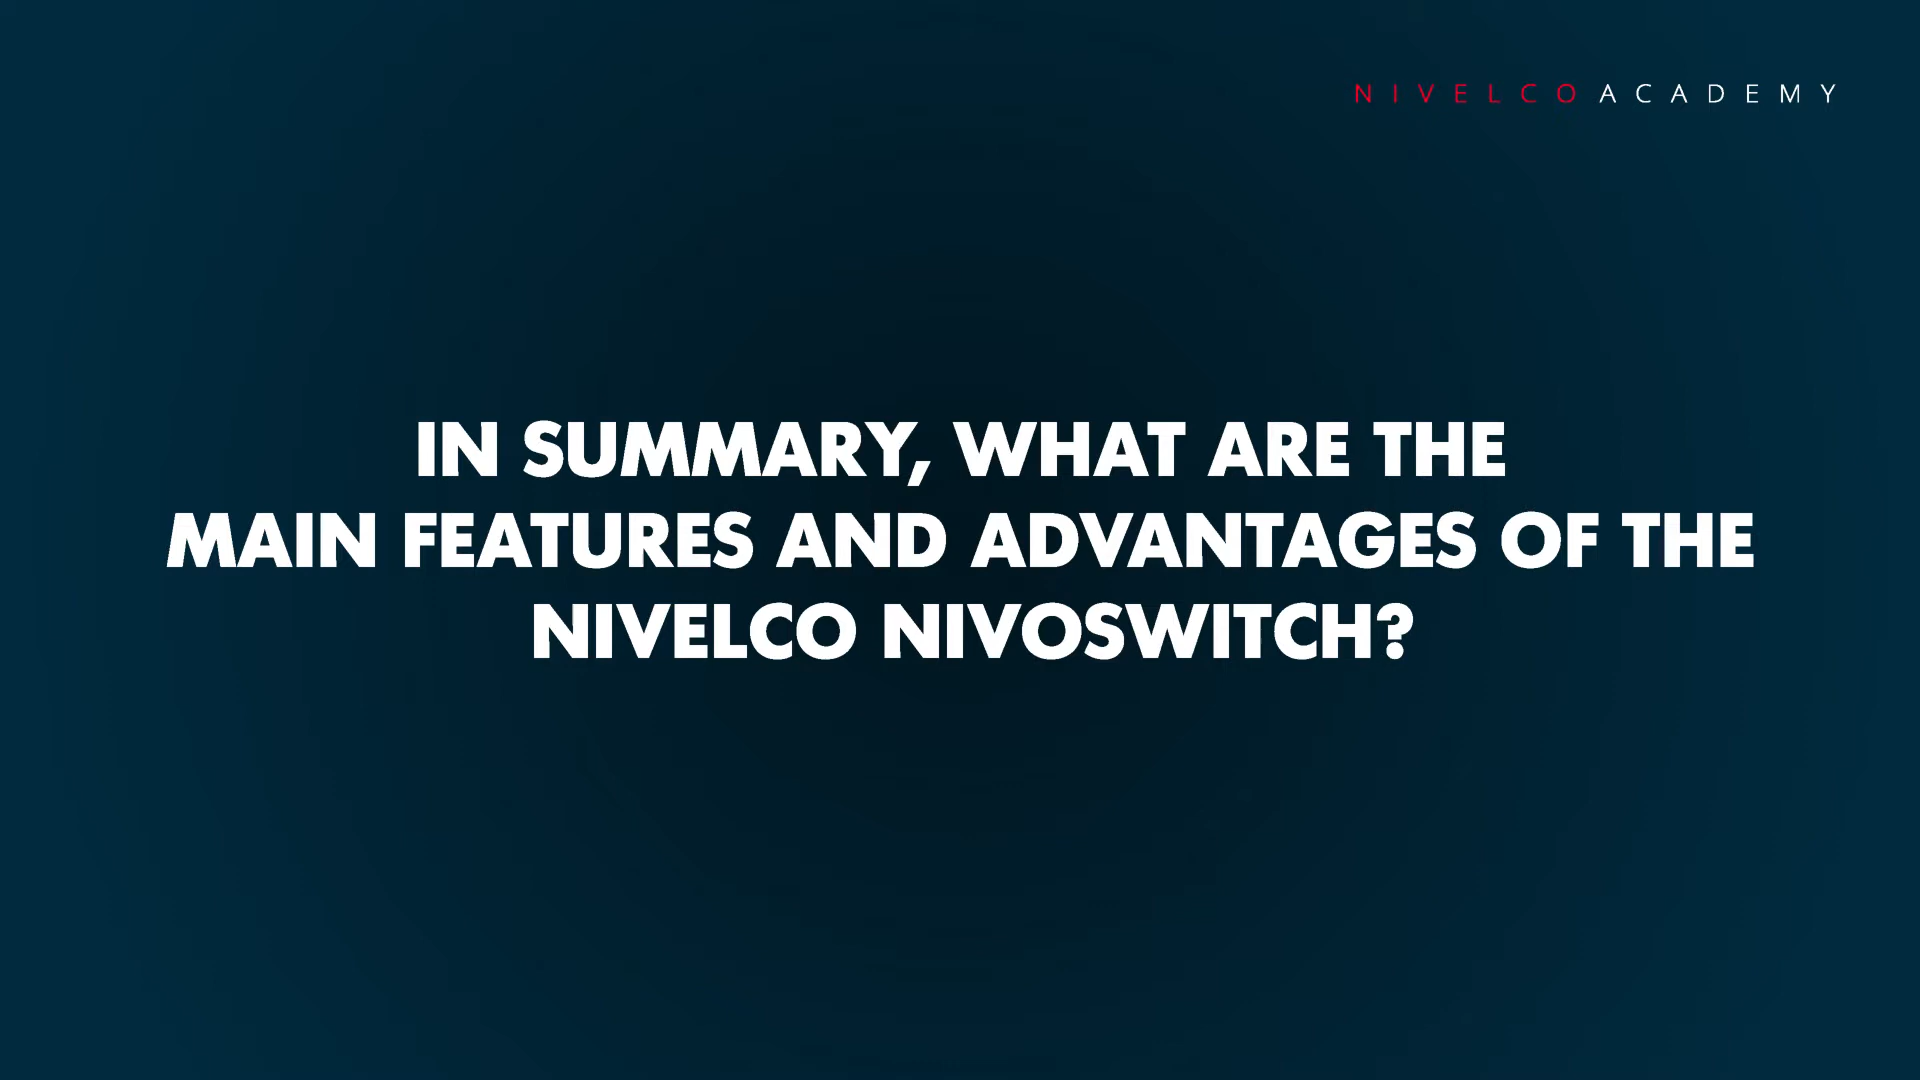 NIVELCO ACADEMY
IN SUMMARY, WHAT ARE THE
MAIN FEATURES AND ADVANTAGES OF THE
NIVELCO NIVOSWITCH?